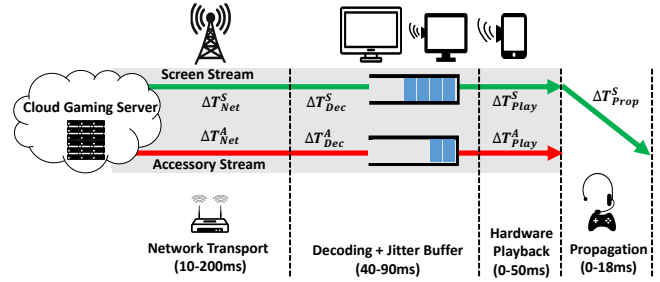 Screen Stream
Cloud Gaming Server
ΔT^S_Net
ΔT^S_Dec
ΔT^S_Play
ΔT^S_Prop
ΔT^A_Net
ΔT^A_Dec
ΔT^A_Play
Accessory Stream
Network Transport
(10-200ms)
Decoding + Jitter Buffer
(40-90ms)
Hardware
Playback
(0-50ms)
Propagation
(0-18ms)